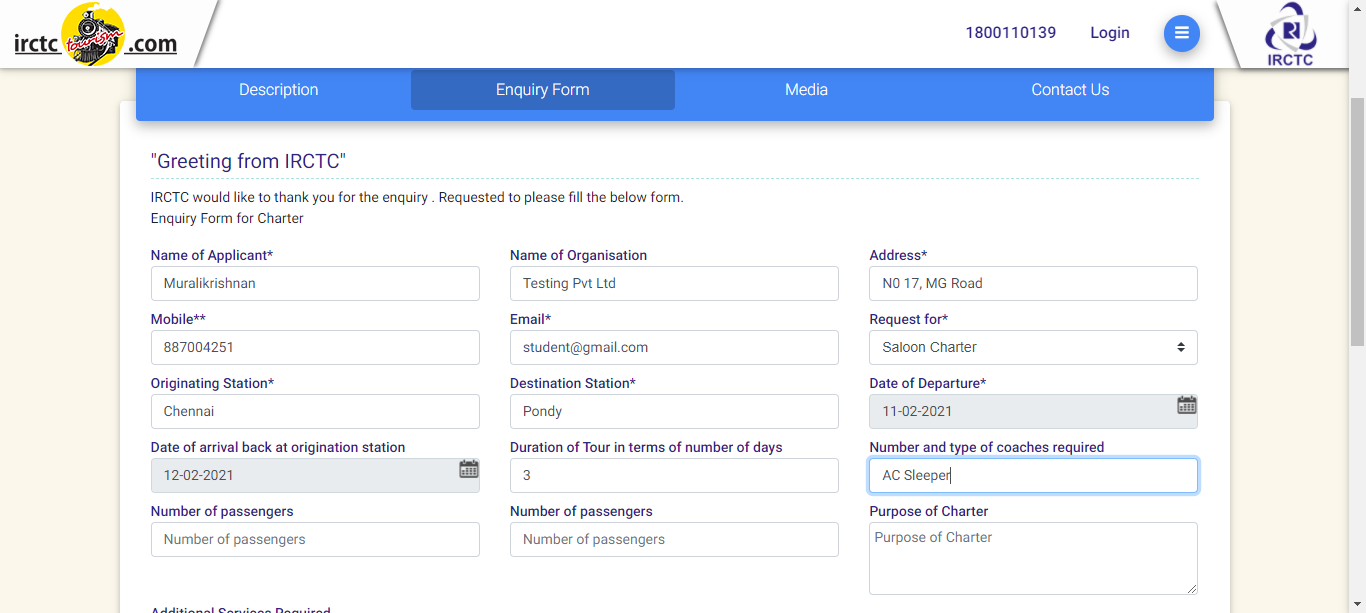 irctc tourism .com
1800110139 Login
IRCTC
Description Enquiry Form Media Contact Us
"Greeting from IRCTC"
IRCTC would like to thank you for the enquiry . Requested to please fill the below form.
Enquiry Form for Charter
Name of Applicant* Name of Organisation Address*
Muralikrishnan Testing Pvt Ltd N0 17, MG Road
Mobile** Email* Request for*
887004251 student@gmail.com Saloon Charter
Originating Station* Destination Station* Date of Departure*
Chennai Pondy 11-02-2021
Date of arrival back at origination station Duration of Tour in terms of number of days Number and type of coaches required
12-02-2021 3 AC Sleeper
Number of passengers Number of passengers Purpose of Charter
Number of passengers Number of passengers Purpose of Charter
Additional Services Required